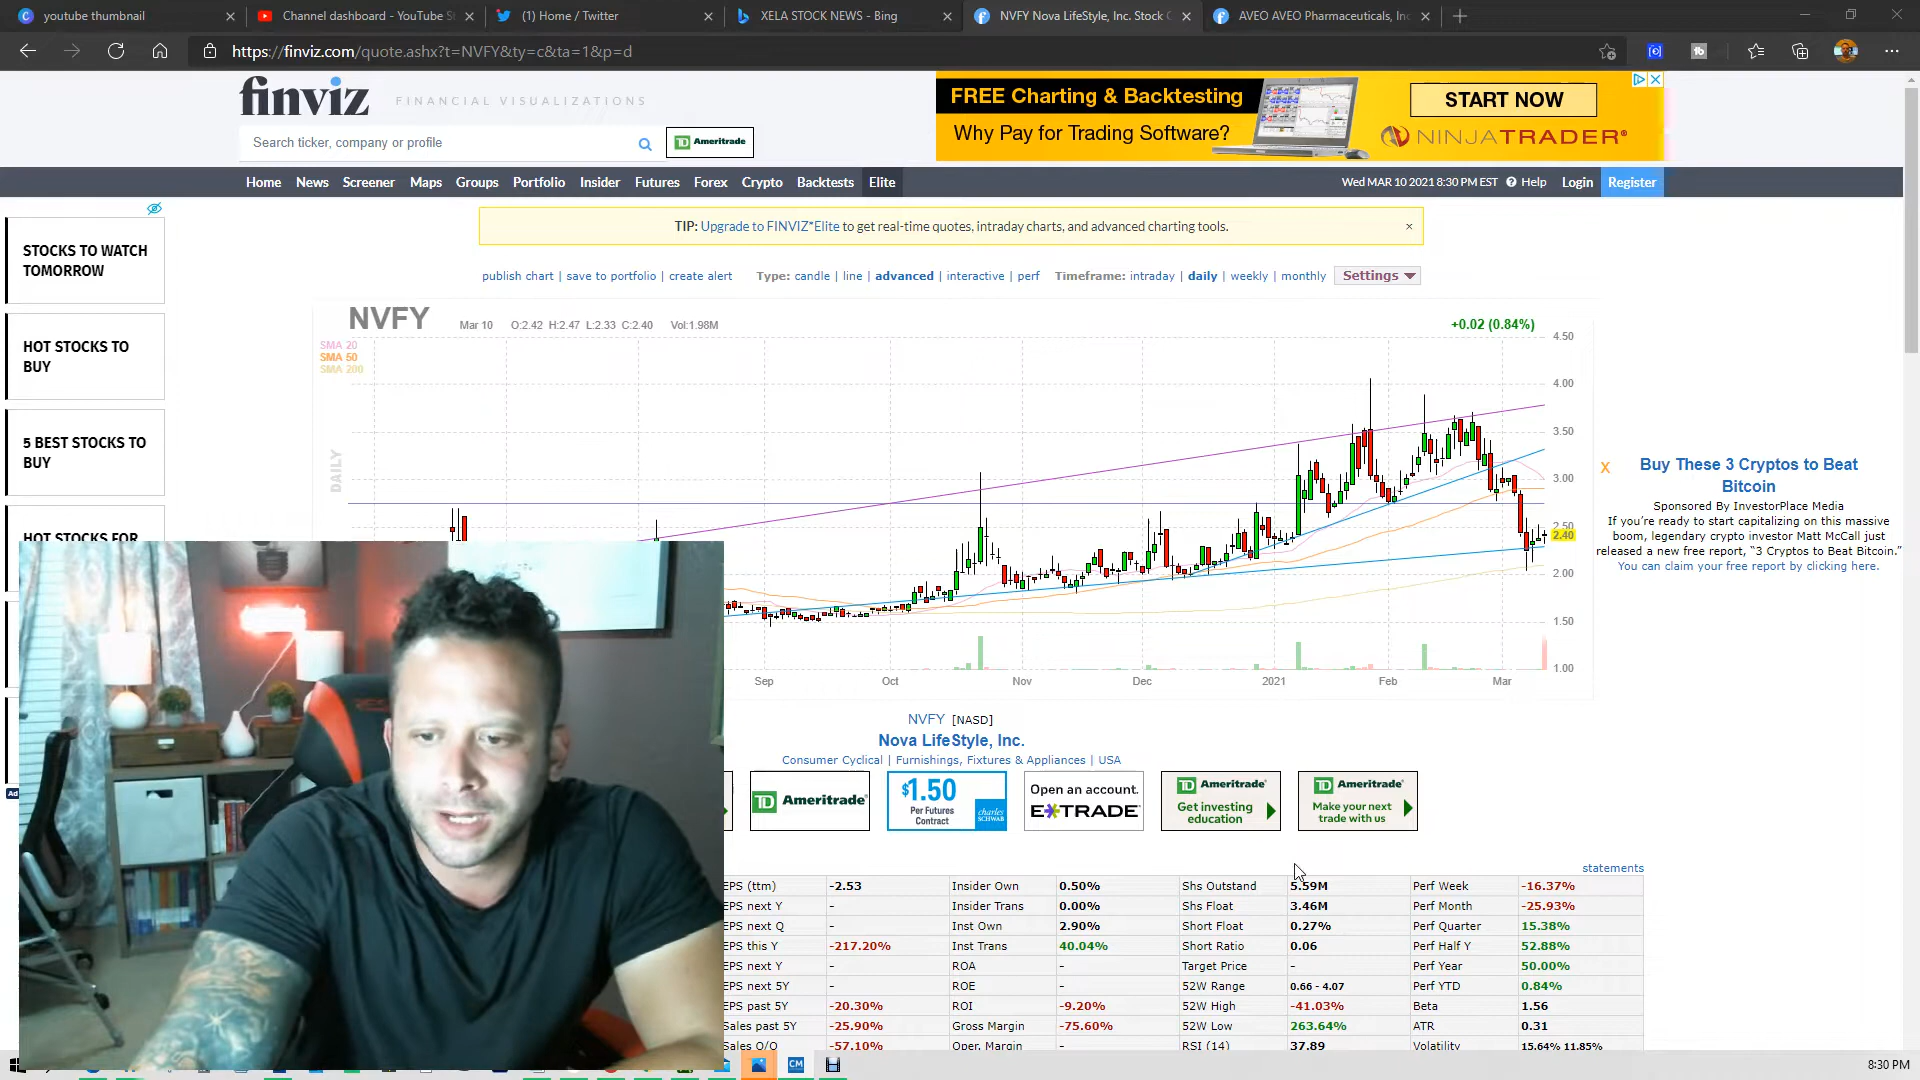 youtube thumbnail
Channel dashboard - YouTube St
(1) Home / Twitter
XELA STOCK NEWS - Bing
NVFY Nova LifeStyle, Inc. Stock C
AVEO AVEO Pharmaceuticals, Inc
https://finviz.com/quote.ashx?t=NVFY&ty=c&ta=1&p=d
finviz FINANCIAL VISUALIZATIONS
FREE Charting & Backtesting
Why Pay for Trading Software?
START NOW
NINJATRADER
Search ticker, company or profile
TD Ameritrade
Home News Screener Maps Groups Portfolio Insider Futures Forex Crypto Backtests Elite
Wed MAR 10 2021 8:30 PM EST Help Login Register
TIP: Upgrade to FINVIZ*Elite to get real-time quotes, intraday charts, and advanced charting tools. ×
STOCKS TO WATCH
TOMORROW
HOT STOCKS TO
BUY
5 BEST STOCKS TO
BUY
HOT STOCKS FOR
Ad
publish chart | save to portfolio | create alert Type: candle | line | advanced | interactive | perf Timeframe: intraday | daily | weekly | monthly Settings
NVFY Mar 10 O:2.42 H:2.47 L:2.33 C:2.40 Vol:1.98M +0.02 (0.84%)
SMA 20
SMA 50
SMA 200
DAILY
4.50
4.00
3.50
3.00
2.50
2.40
2.00
1.50
1.00
Sep Oct Nov Dec 2021 Feb Mar
X
Buy These 3 Cryptos to Beat
Bitcoin
Sponsored By InvestorPlace Media
If you're ready to start capitalizing on this massive
boom, legendary crypto investor Matt McCall just
released a new free report, "3 Cryptos to Beat Bitcoin."
You can claim your free report by clicking here.
NVFY [NASD]
Nova LifeStyle, Inc.
Consumer Cyclical | Furnishings, Fixtures & Appliances | USA
TD Ameritrade
$1.50
Per Futures
Contract
charles
SCHWAB
Open an account.
E*TRADE
TD Ameritrade
Get investing
education
TD Ameritrade
Make your next
trade with us
statements
EPS (ttm) -2.53 Insider Own 0.50% Shs Outstand 5.59M Perf Week -16.37%
EPS next Y - Insider Trans 0.00% Shs Float 3.46M Perf Month -25.93%
EPS next Q - Inst Own 2.90% Short Float 0.27% Perf Quarter 15.38%
EPS this Y -217.20% Inst Trans 40.04% Short Ratio 0.06 Perf Half Y 52.88%
EPS next Y - ROA - Target Price - Perf Year 50.00%
EPS next 5Y - ROE - 52W Range 0.66 - 4.07 Perf YTD 0.84%
EPS past 5Y -20.30% ROI -9.20% 52W High -41.03% Beta 1.56
Sales past 5Y -25.90% Gross Margin -75.60% 52W Low 263.64% ATR 0.31
Sales Q/Q -57.10% Oper. Margin - RSI (14) 37.89 Volatility 15.64% 11.85%
CM
8:30 PM